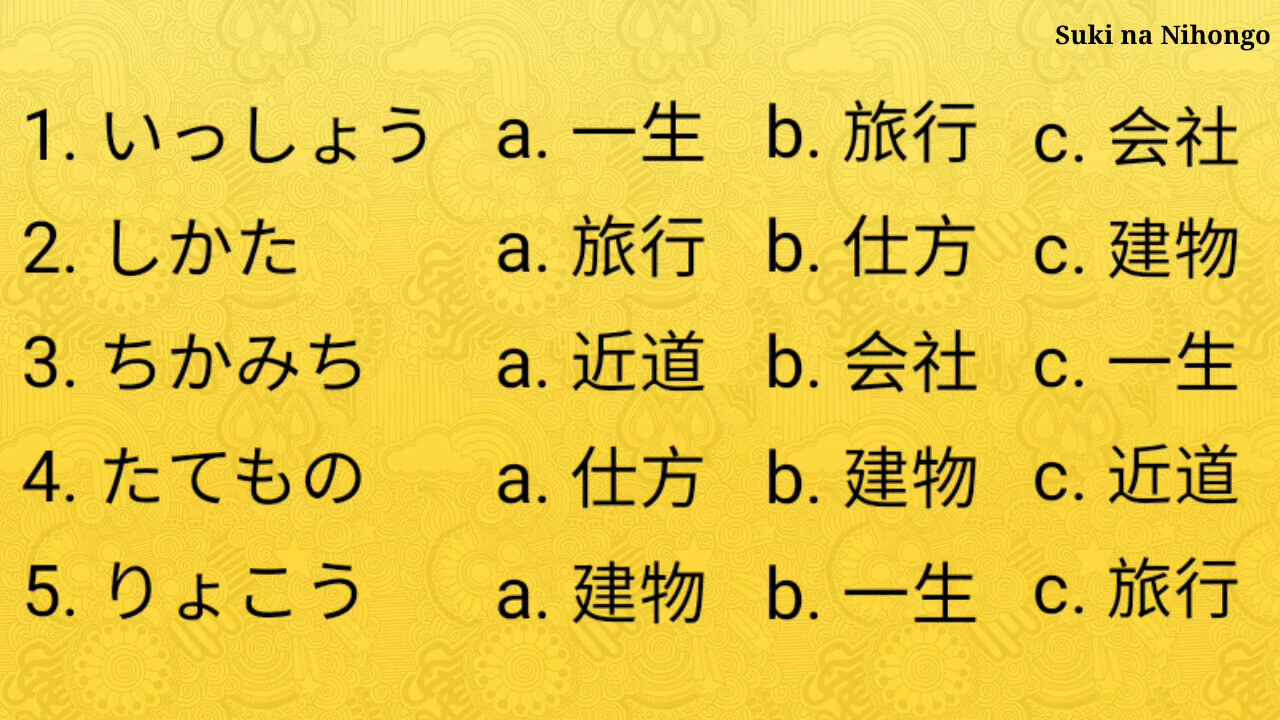 Suki na Nihongo
1. いっしょう a. 一生 b. 旅行 c. 会社
2. しかた a. 旅行 b. 仕方 c. 建物
3. ちかみち a. 近道 b. 会社 c. 一生
4. たてもの a. 仕方 b. 建物 c. 近道
5. りょこう a. 建物 b. 一生 c. 旅行